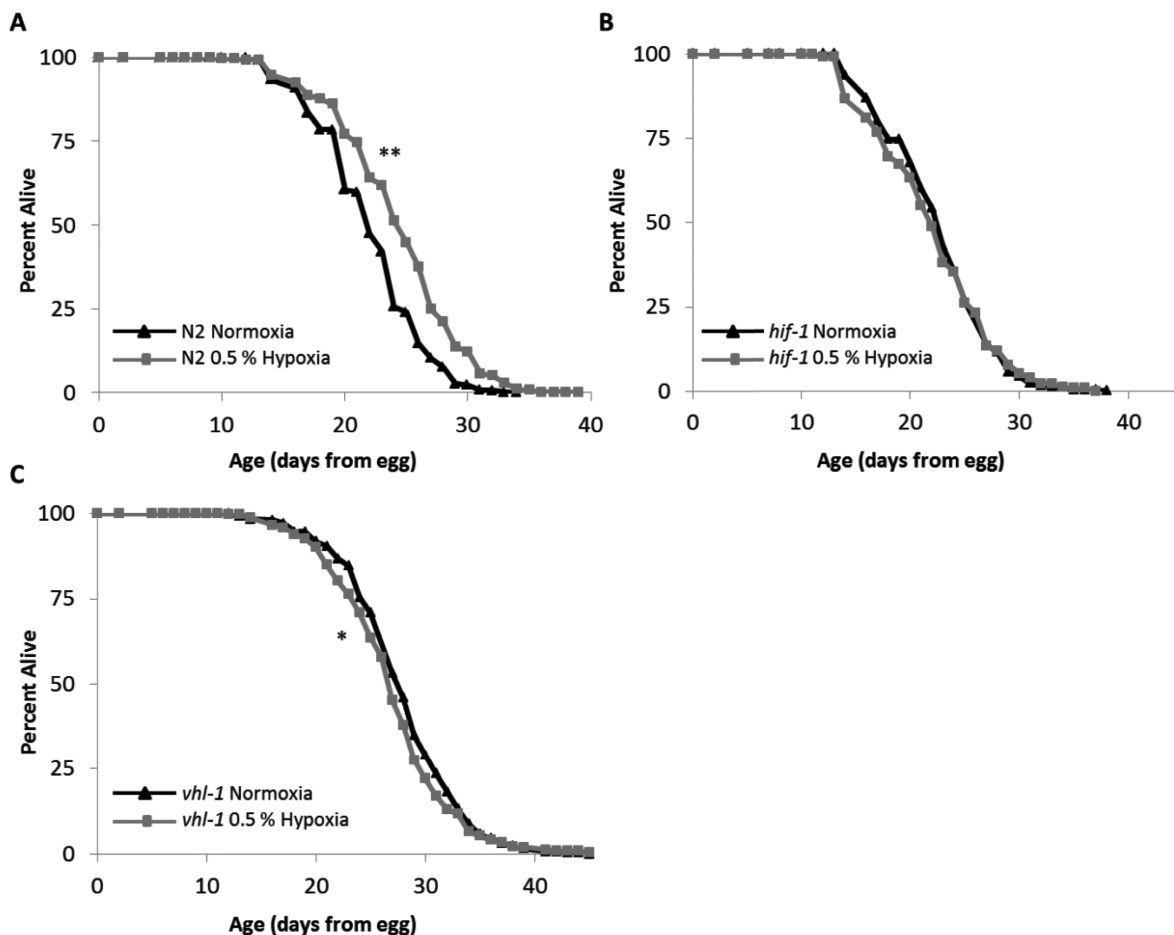 A
Percent Alive
100
75
50
25
0
**
N2 Normoxia
N2 0.5 % Hypoxia
0 10 20 30 40
Age (days from egg)
B
Percent Alive
100
75
50
25
0
hif-1 Normoxia
hif-1 0.5 % Hypoxia
0 10 20 30 40
Age (days from egg)
C
Percent Alive
100
75
50
25
0
*
vhl-1 Normoxia
vhl-1 0.5 % Hypoxia
0 10 20 30 40
Age (days from egg)